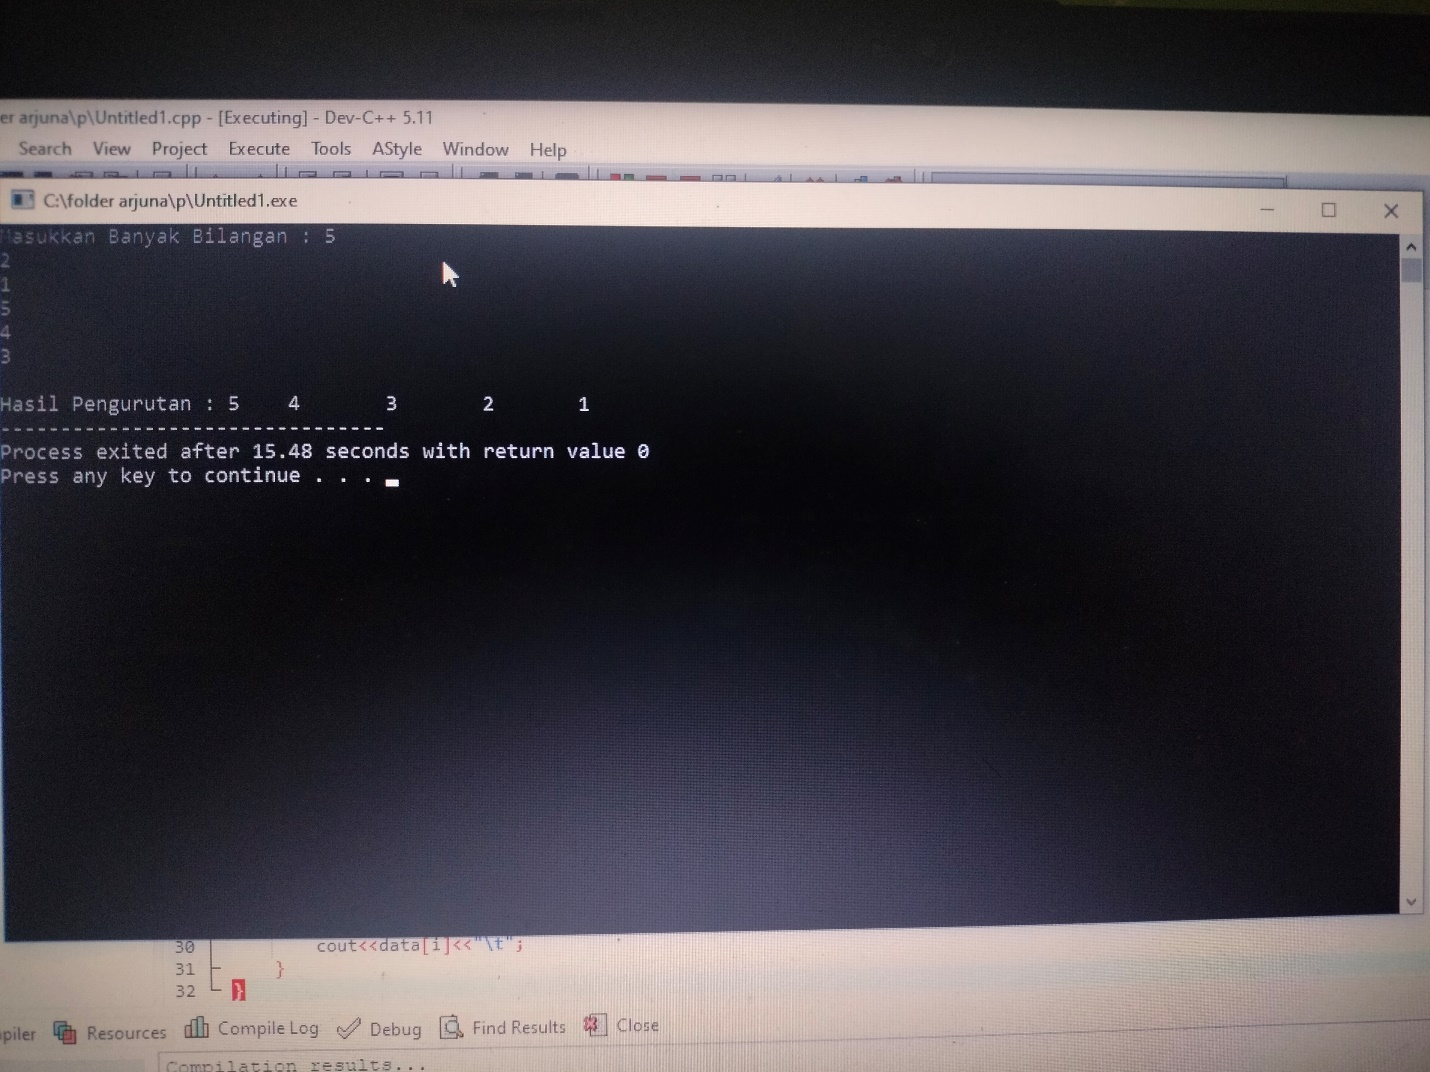 er arjuna\p\Untitled1.cpp - [Executing] - Dev-C++ 5.11
Search View Project Execute Tools AStyle Window Help
C:\folder arjuna\p\Untitled1.exe
Masukkan Banyak Bilangan : 5
2
1
5
4
3
Hasil Pengurutan : 5 4 3 2 1
--------------------------------
Process exited after 15.48 seconds with return value 0
Press any key to continue . . .
30 cout<<data[i]<<"\t";
31 }
32 }
piler Resources Compile Log Debug Find Results Close
Compilation results...